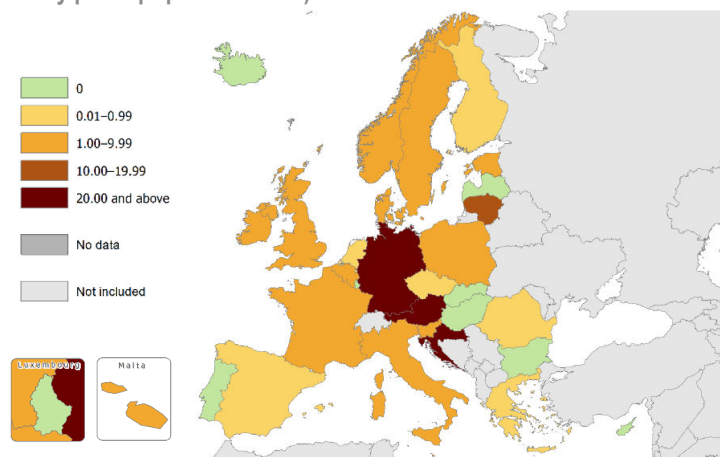 0
0.01–0.99
1.00–9.99
10.00–19.99
20.00 and above
No data
Not included
Luxembourg
Malta